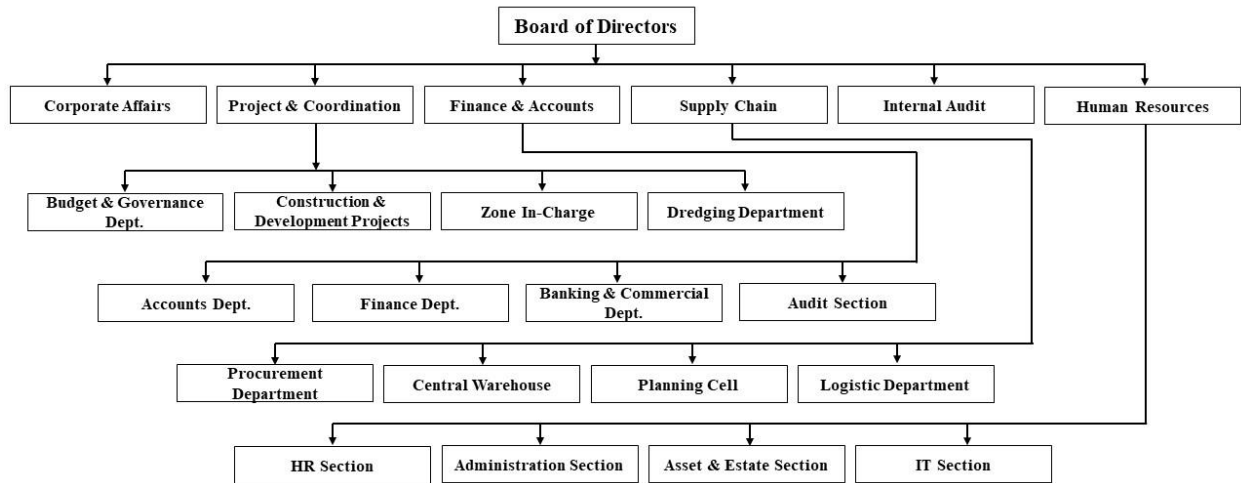 Board of Directors
Corporate Affairs
Project & Coordination
Finance & Accounts
Supply Chain
Internal Audit
Human Resources
Budget & Governance
Dept.
Construction &
Development Projects
Zone In-Charge
Dredging Department
Accounts Dept.
Finance Dept.
Banking & Commercial
Dept.
Audit Section
Procurement
Department
Central Warehouse
Planning Cell
Logistic Department
HR Section
Administration Section
Asset & Estate Section
IT Section